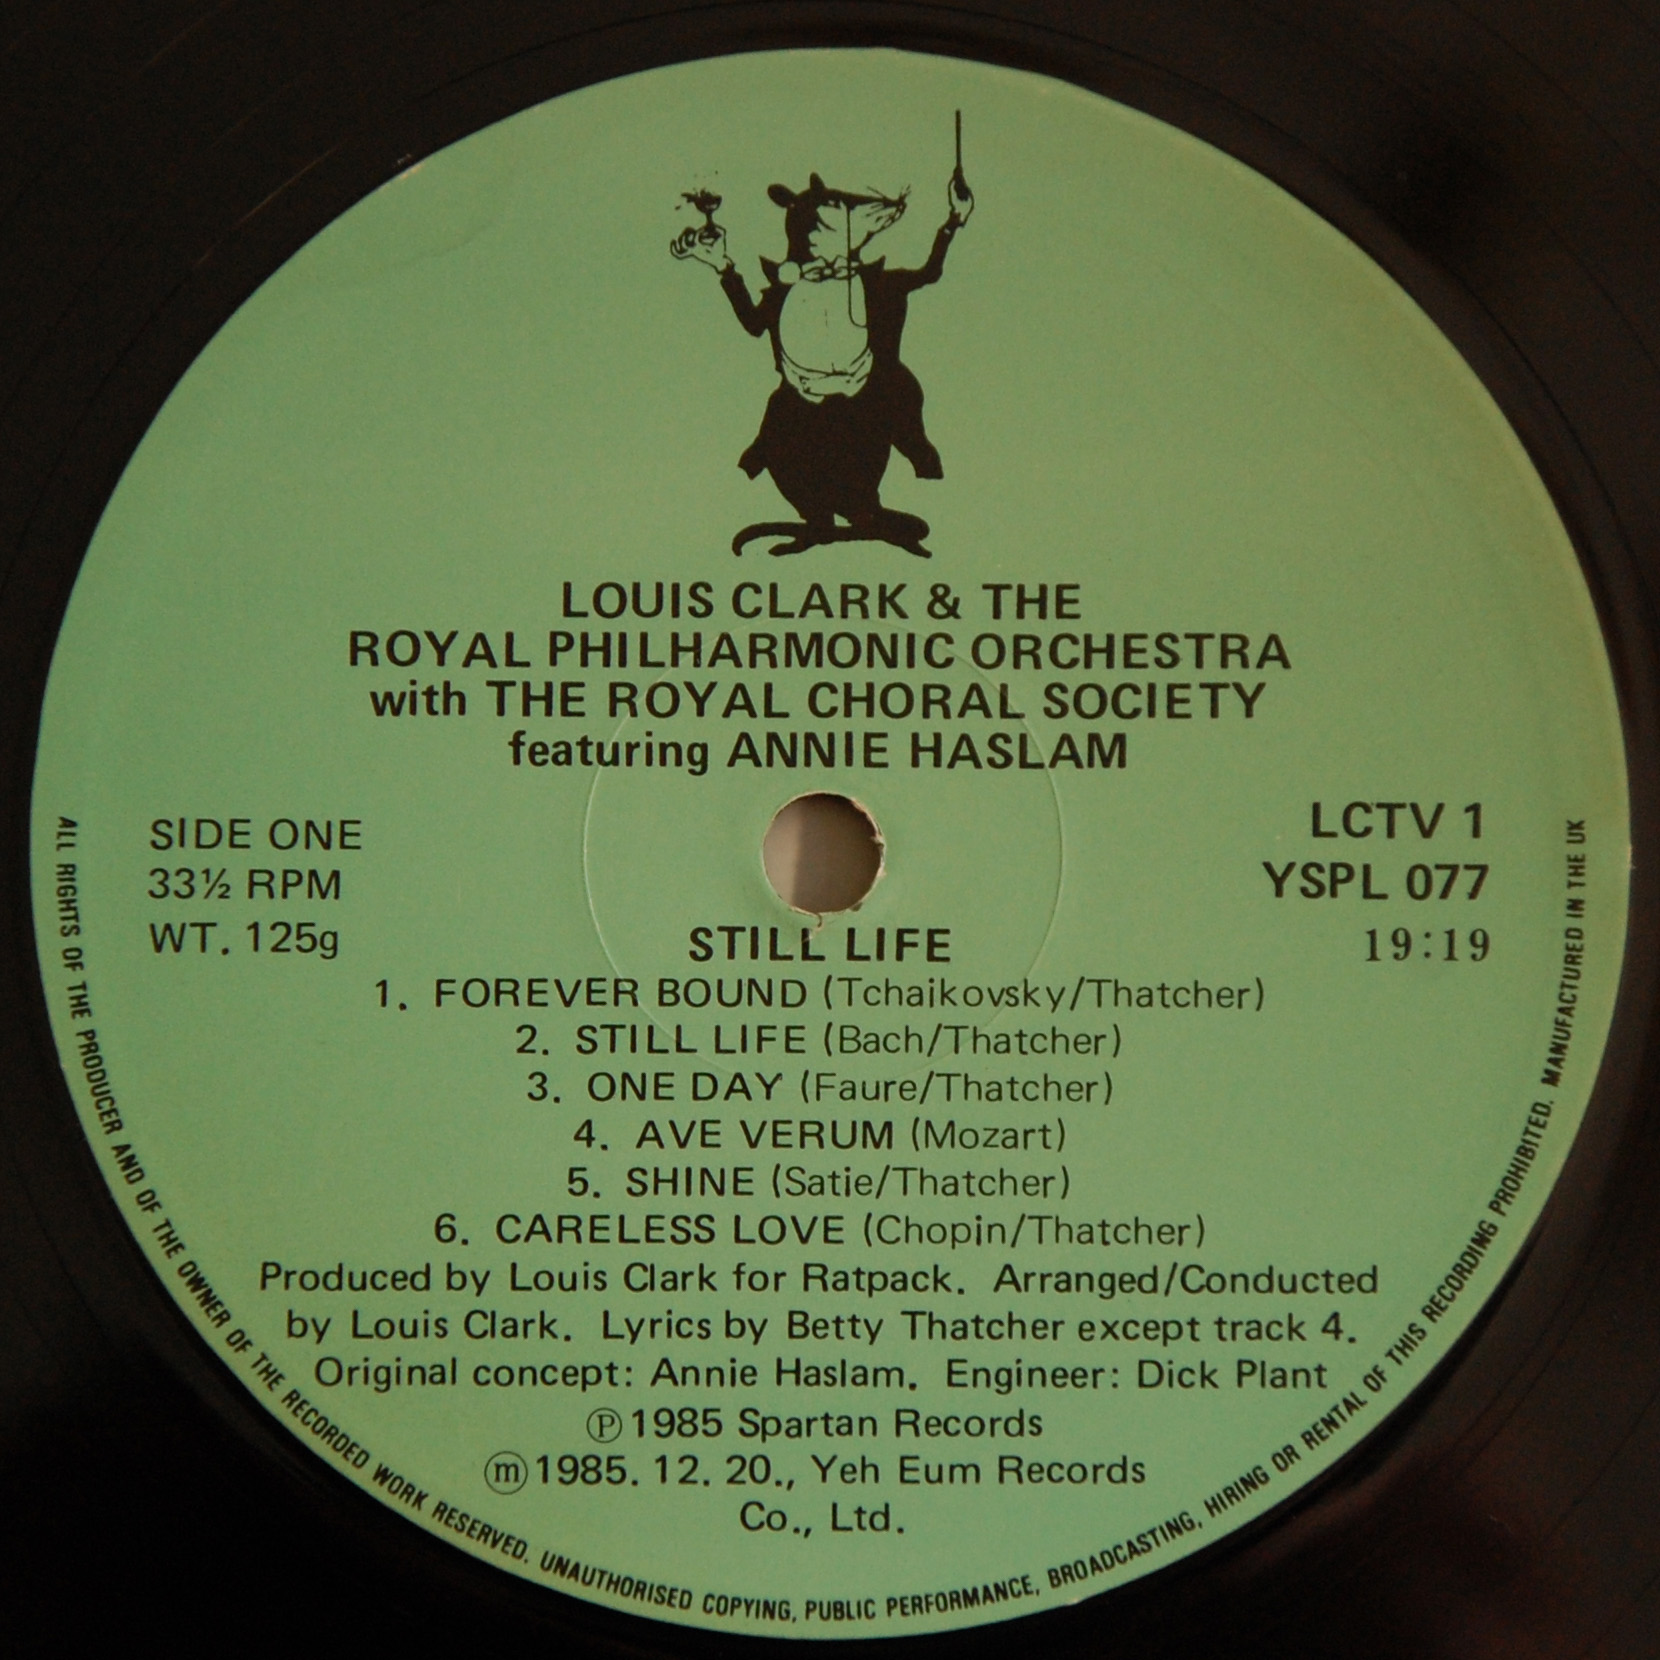 LOUIS CLARK & THE
ROYAL PHILHARMONIC ORCHESTRA
with THE ROYAL CHORAL SOCIETY
featuring ANNIE HASLAM
SIDE ONE
33½ RPM
WT. 125g
LCTV 1
YSPL 077
19:19
STILL LIFE
1. FOREVER BOUND (Tchaikovsky/Thatcher)
2. STILL LIFE (Bach/Thatcher)
3. ONE DAY (Faure/Thatcher)
4. AVE VERUM (Mozart)
5. SHINE (Satie/Thatcher)
6. CARELESS LOVE (Chopin/Thatcher)
Produced by Louis Clark for Ratpack. Arranged/Conducted
by Louis Clark. Lyrics by Betty Thatcher except track 4.
Original concept: Annie Haslam. Engineer: Dick Plant
Ⓟ 1985 Spartan Records
ⓜ 1985. 12. 20., Yeh Eum Records
Co., Ltd.
ALL RIGHTS OF THE PRODUCER AND OF THE OWNER OF THE RECORDED WORK RESERVED. UNAUTHORISED COPYING, PUBLIC PERFORMANCE, BROADCASTING, HIRING OR RENTAL OF THIS RECORDING PROHIBITED. MANUFACTURED IN THE UK